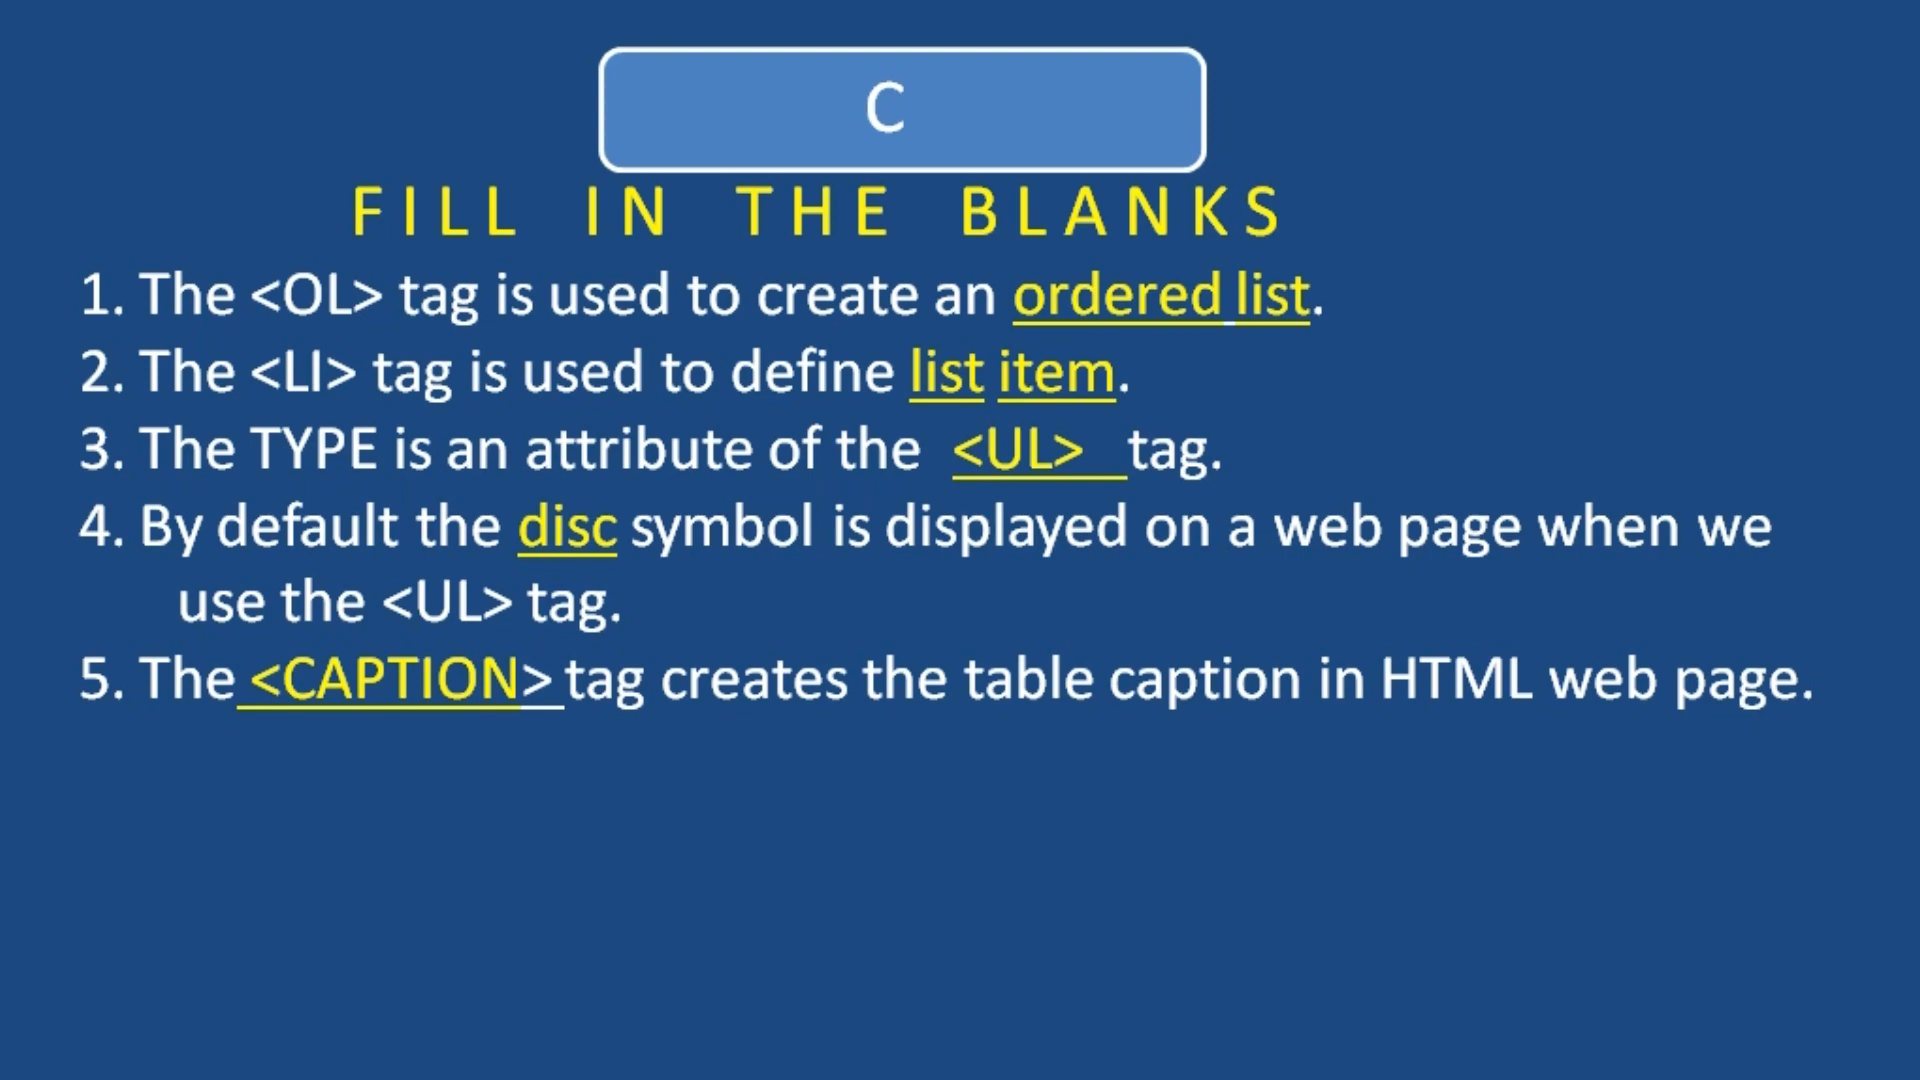 C
FILL IN THE BLANKS
1. The <OL> tag is used to create an ordered list.
2. The <LI> tag is used to define list item.
3. The TYPE is an attribute of the <UL> tag.
4. By default the disc symbol is displayed on a web page when we
use the <UL> tag.
5. The <CAPTION> tag creates the table caption in HTML web page.